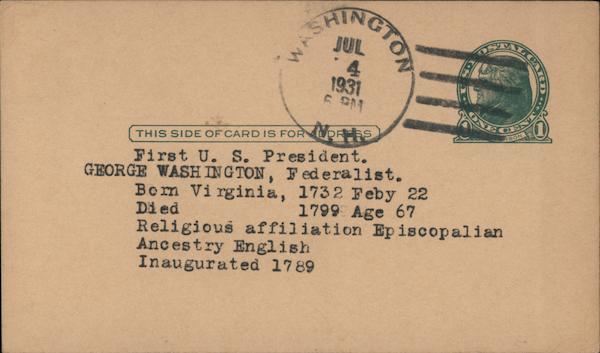 WASHINGTON
JUL
4
1931
6 PM
N. H.
U.S. POSTAL CARD
ONE CENT
1
THIS SIDE OF CARD IS FOR ADDRESS
First U. S. President.
GEORGE WASHINGTON, Federalist.
Born Virginia, 1732 Feby 22
Died 1799 Age 67
Religious affiliation Episcopalian
Ancestry English
Inaugurated 1789